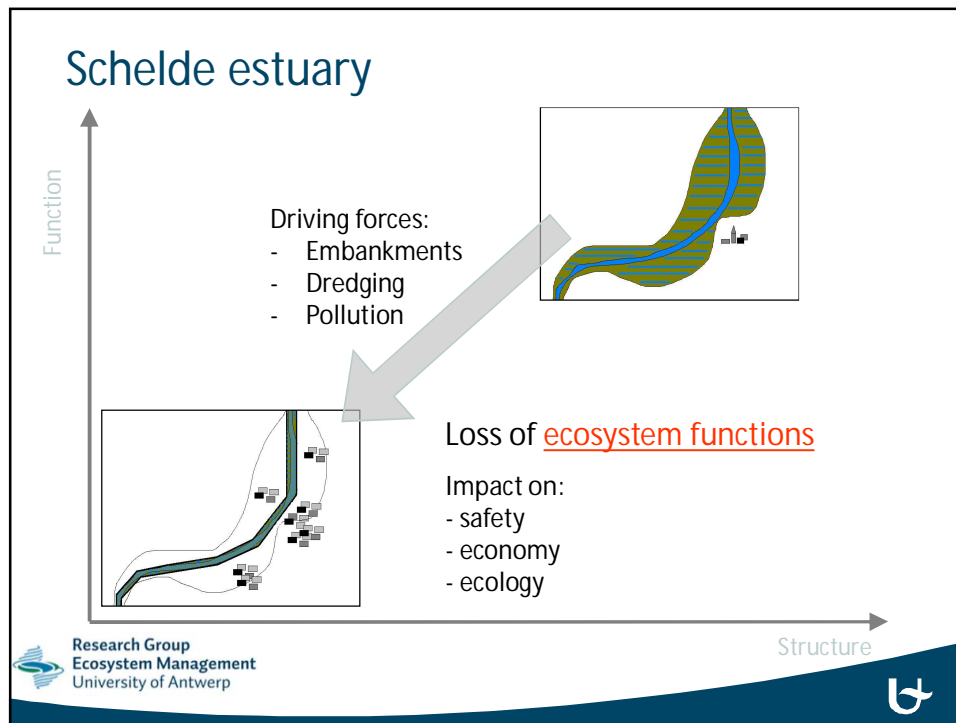 Schelde estuary
Function
Driving forces:
- Embankments
- Dredging
- Pollution
Loss of ecosystem functions
Impact on:
- safety
- economy
- ecology
Structure
Research Group
Ecosystem Management
University of Antwerp